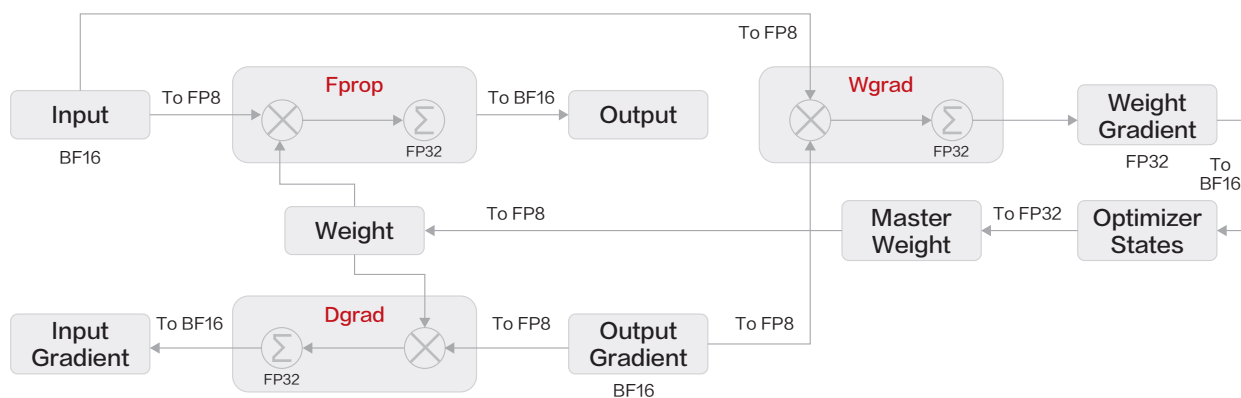 To FP8
Fprop
Wgrad
Input
To FP8
To BF16
Output
Weight
Gradient
BF16
FP32
FP32
FP32
To
BF16
Weight
To FP8
Master
Weight
To FP32
Optimizer
States
Input
Gradient
To BF16
Dgrad
FP32
To FP8
Output
Gradient
BF16
To FP8